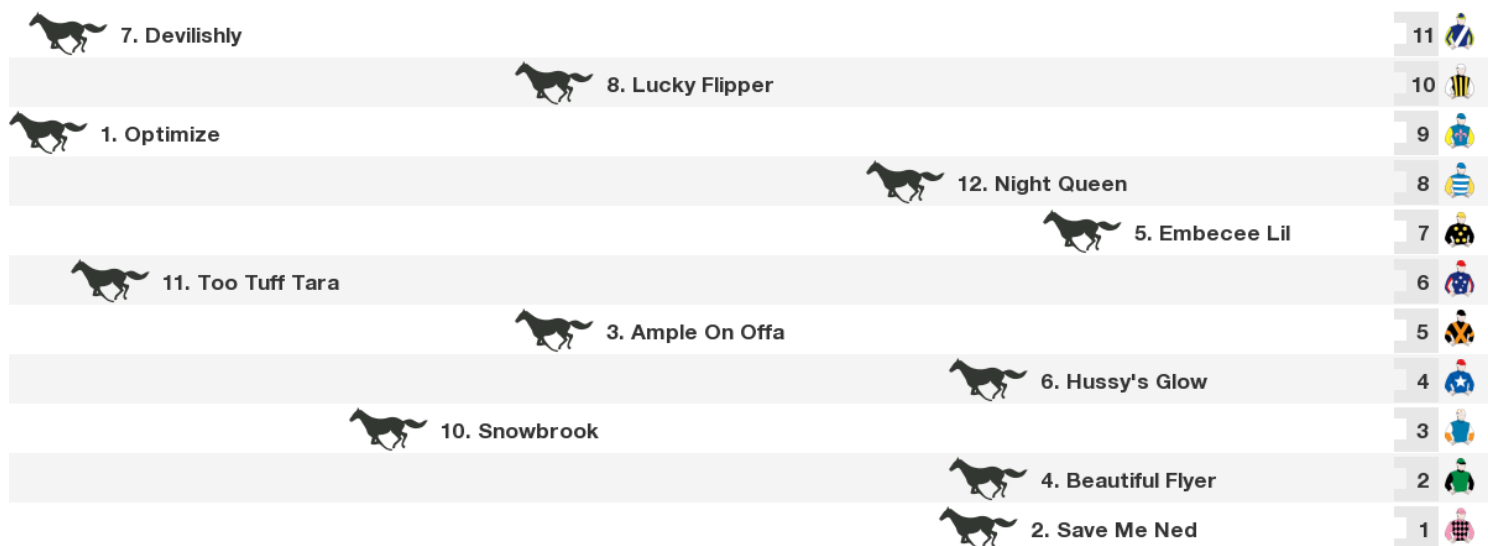 7. Devilishly 11
8. Lucky Flipper 10
1. Optimize 9
12. Night Queen 8
5. Embecee Lil 7
11. Too Tuff Tara 6
3. Ample On Offa 5
6. Hussy's Glow 4
10. Snowbrook 3
4. Beautiful Flyer 2
2. Save Me Ned 1